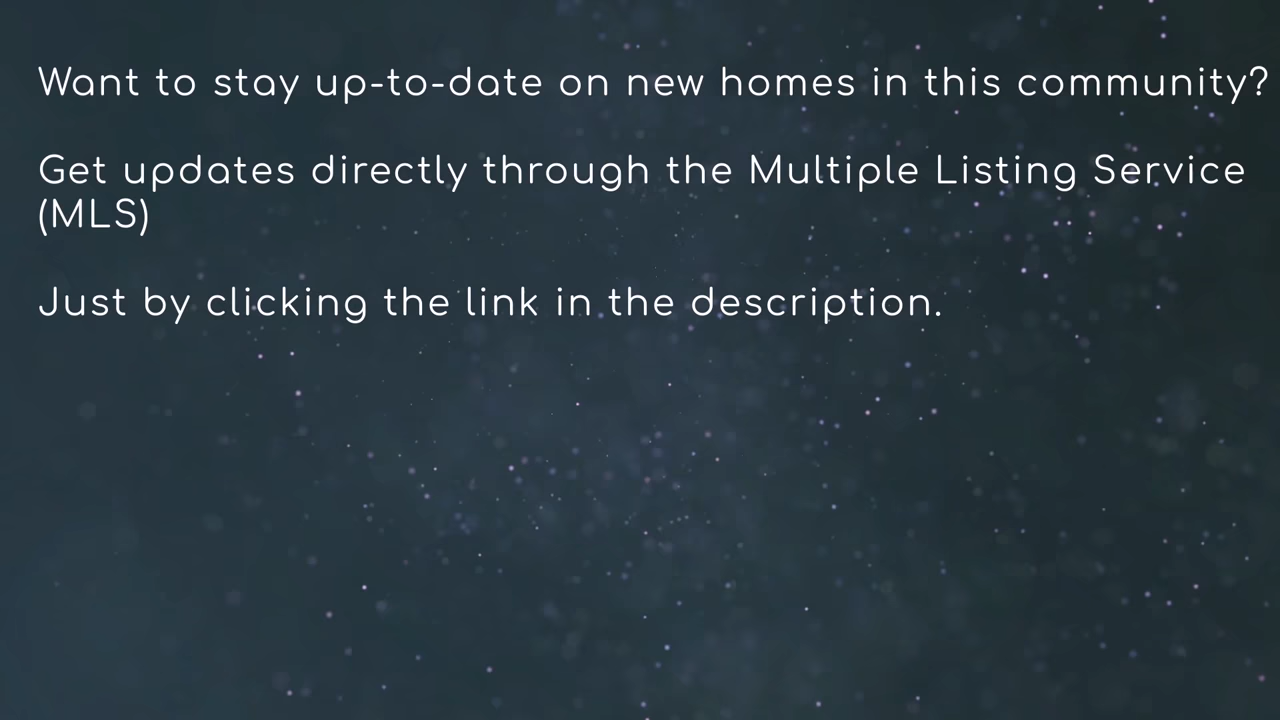 Want to stay up-to-date on new homes in this community?
Get updates directly through the Multiple Listing Service
(MLS)
Just by clicking the link in the description.